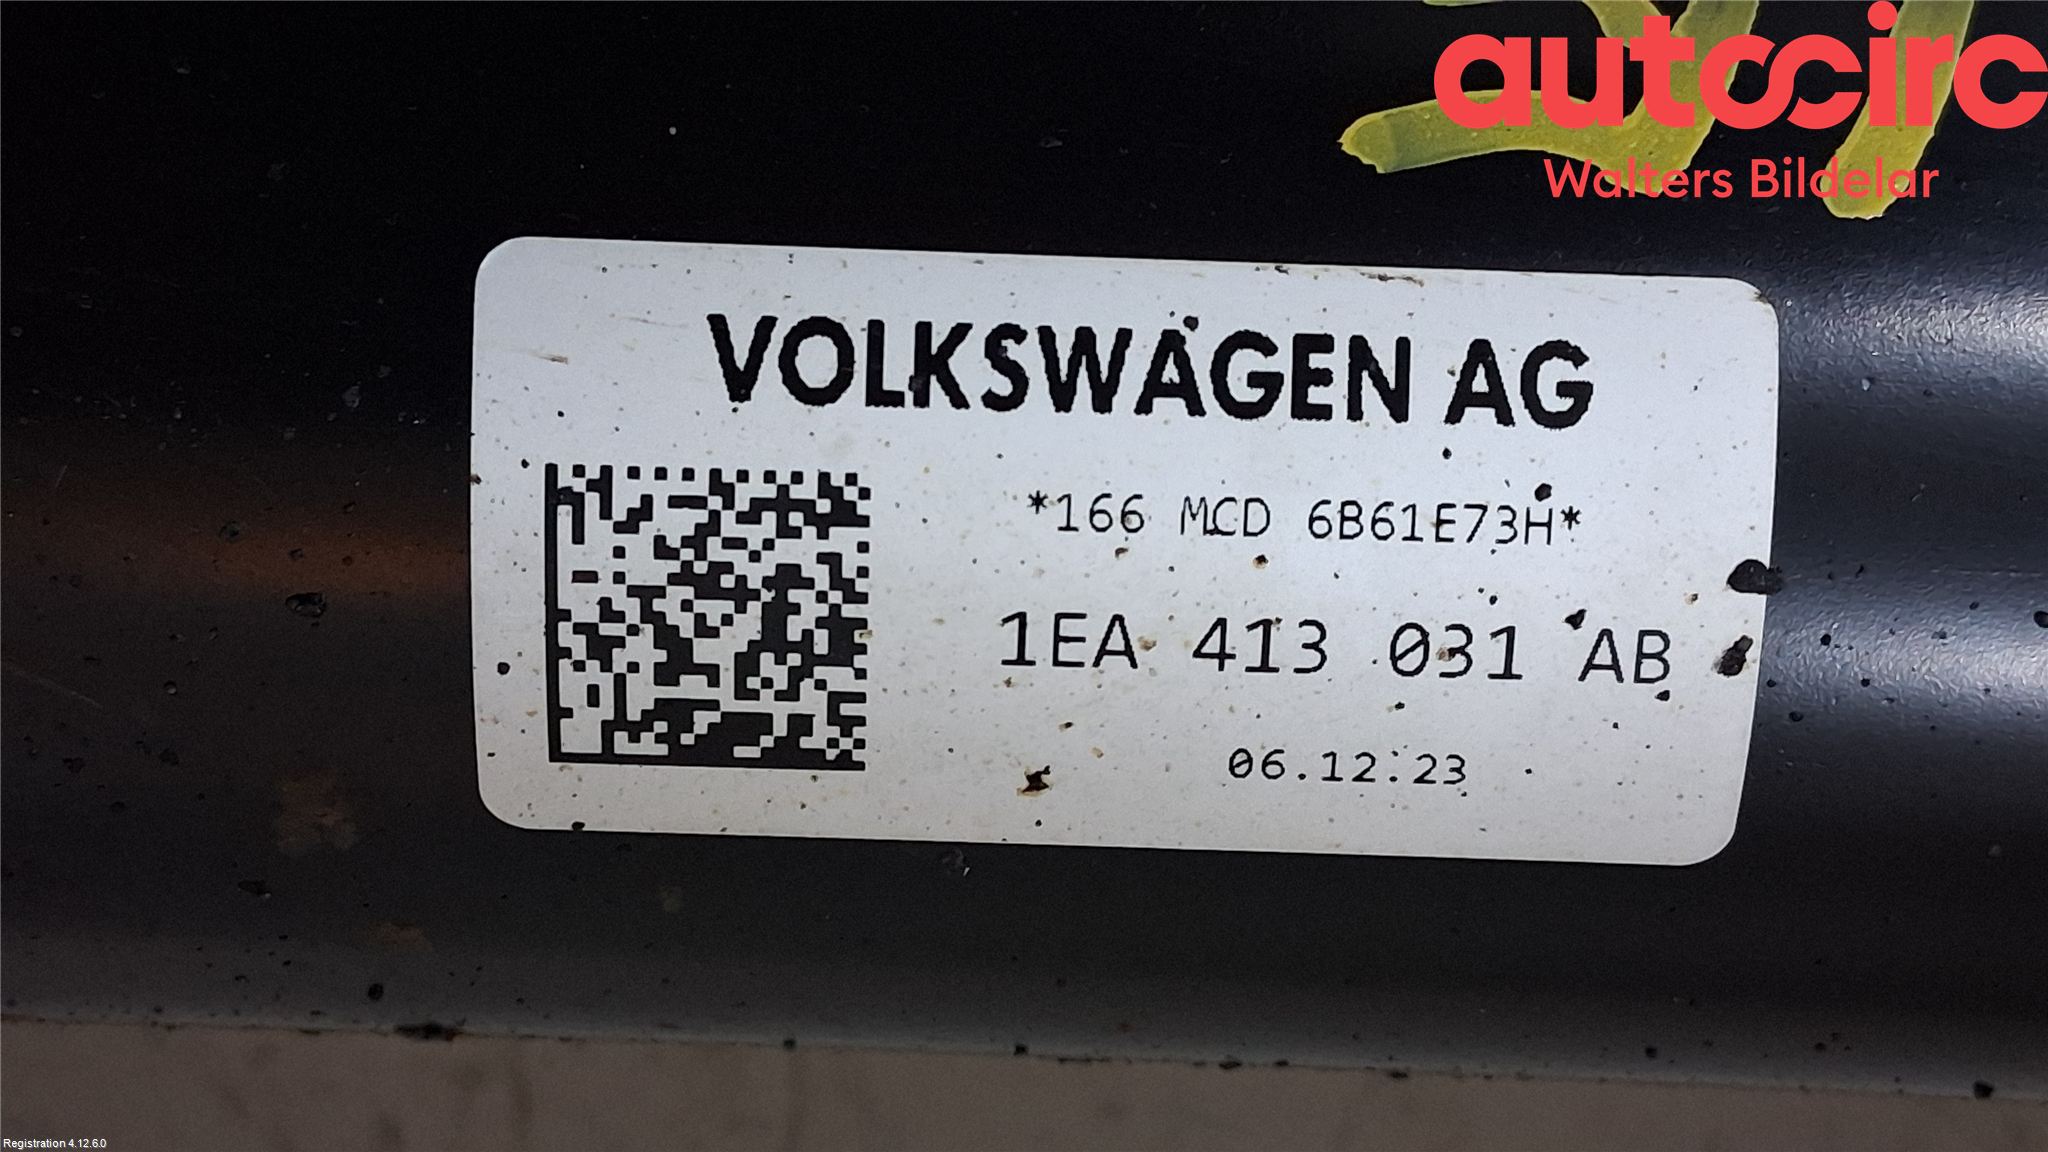 autocirc
Walters Bildelar
VOLKSWAGEN AG
*166 MCD 6B61E73H*
1EA 413 031 AB
06.12.23
Registration 4.12.6.0